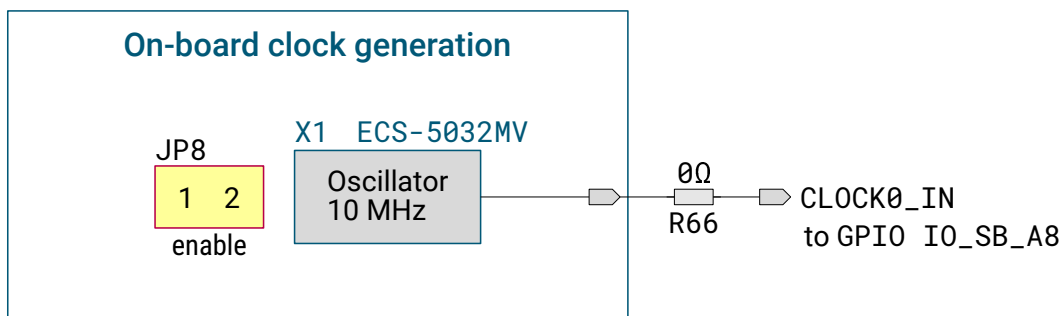 On-board clock generation
X1 ECS-5032MV
JP8
1 2
enable
Oscillator
10 MHz
0Ω
R66
CLOCK0_IN
to GPIO IO_SB_A8